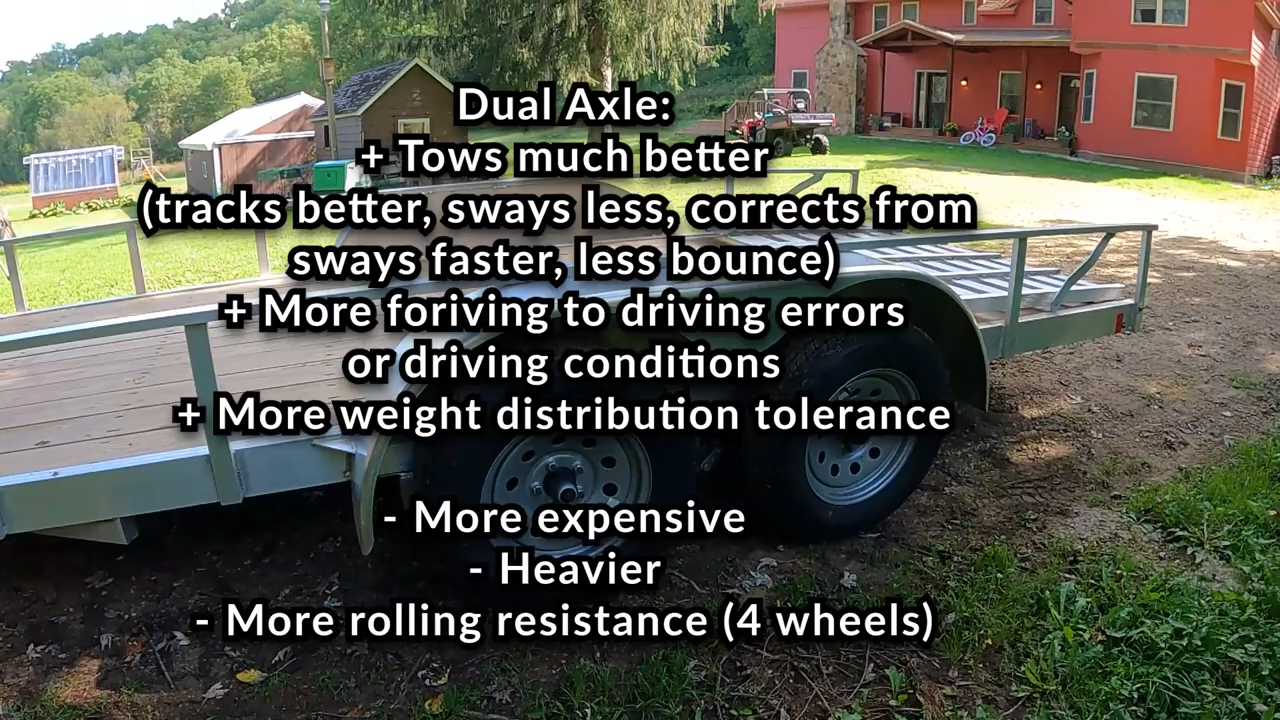 Dual Axle:
+ Tows much better
(tracks better, sways less, corrects from
sways faster, less bounce)
+ More foriving to driving errors
or driving conditions
+ More weight distribution tolerance
- More expensive
- Heavier
- More rolling resistance (4 wheels)